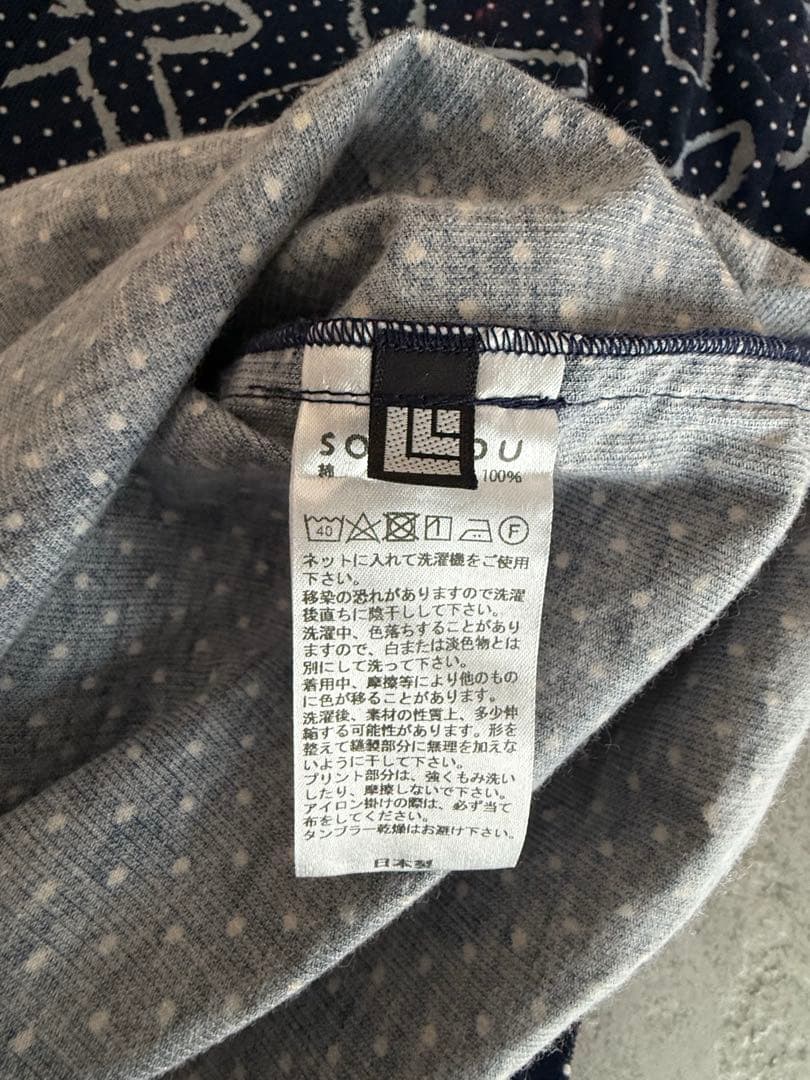 SO OU
綿 100%
40 F
ネットに入れて洗濯機をご使用
下さい。
移染の恐れがありますので洗濯
後直ちに陰干しして下さい。
洗濯中、色落ちすることがあり
ますので、白または淡色物とは
別にして洗って下さい。
着用中、摩擦等により他のもの
に色が移ることがあります。
洗濯後、素材の性質上、多少伸
縮する可能性があります。形を
整えて縫製部分に無理を加えな
いように干して下さい。
プリント部分は、強くもみ洗い
したり、摩擦しないで下さい。
アイロン掛けの際は、必ず当て
布をしてください。
タンブラー乾燥はお避け下さい。
日本製